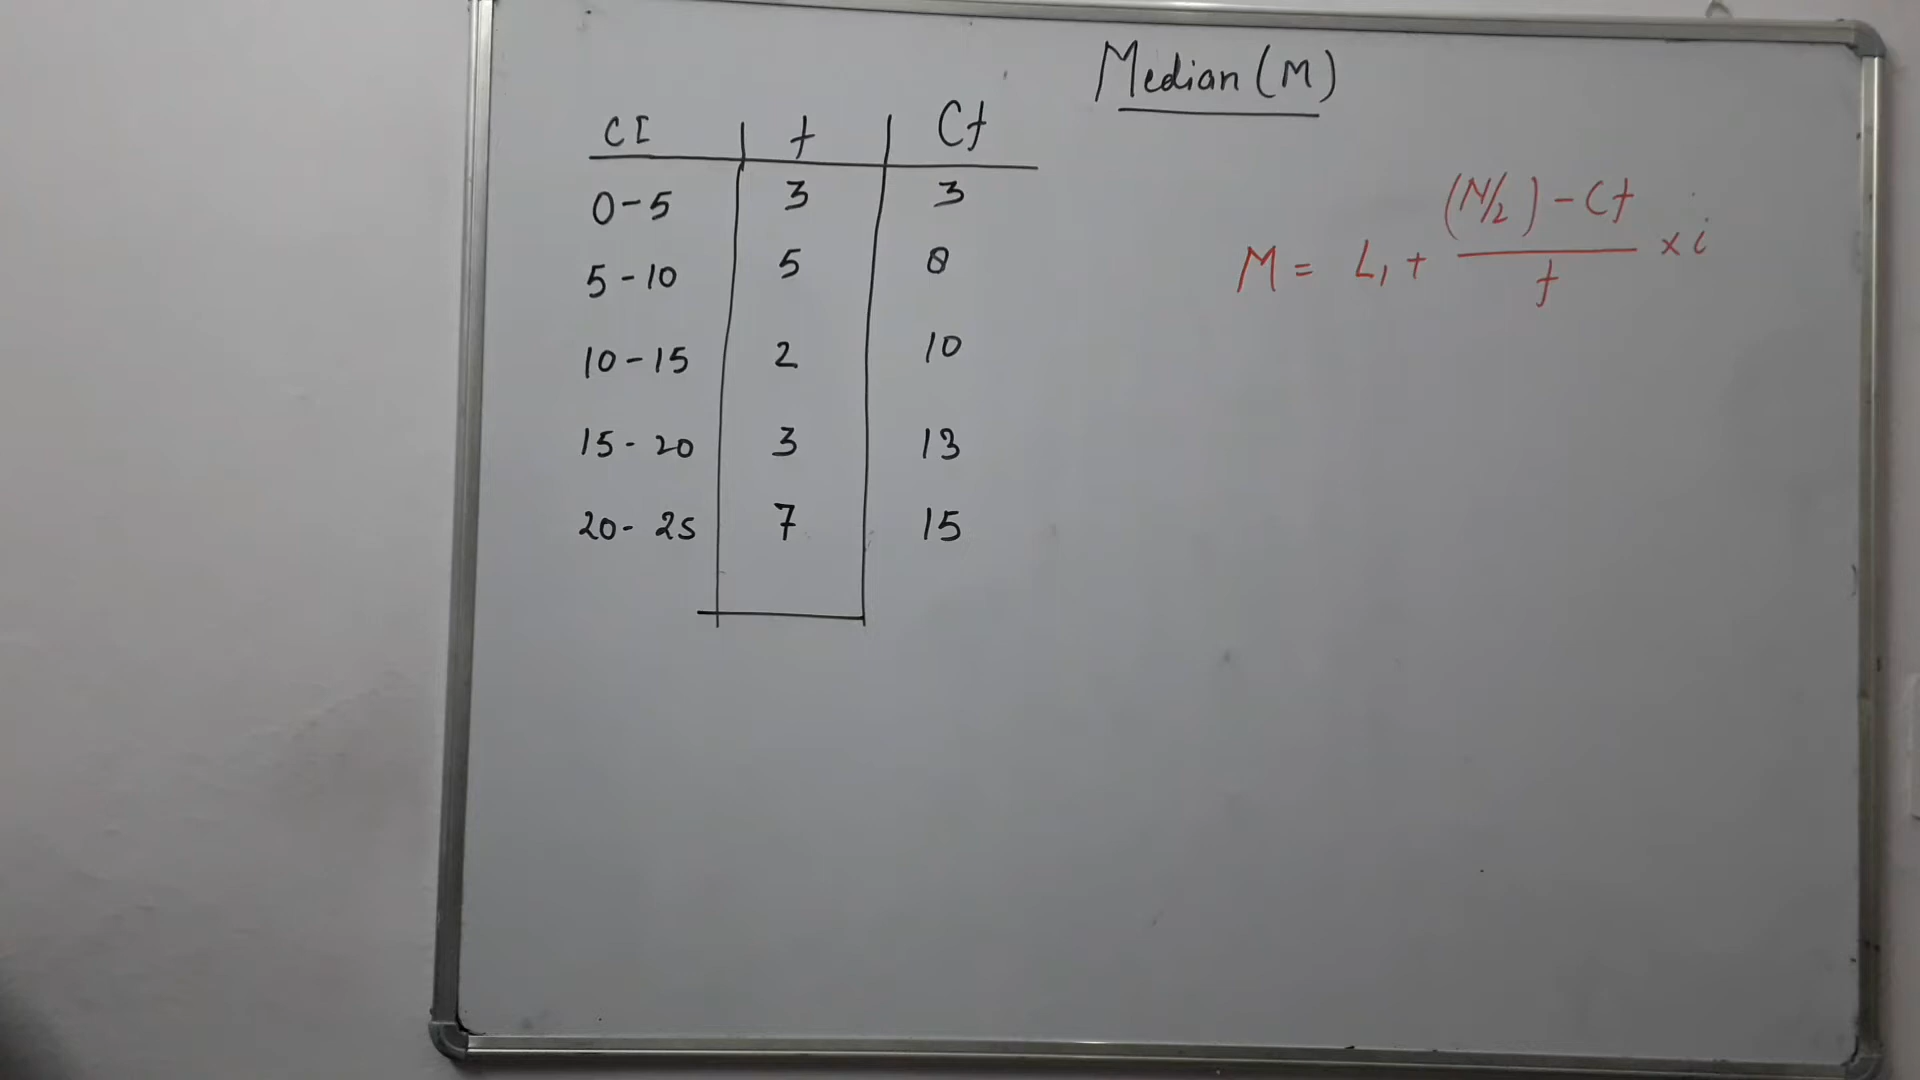 Median (M)
CI | f | Cf
0-5 3 3
5-10 5 8
10-15 2 10
15-20 3 13
20-25 7 15
M = L₁ + (N/2) - Cf / f × i